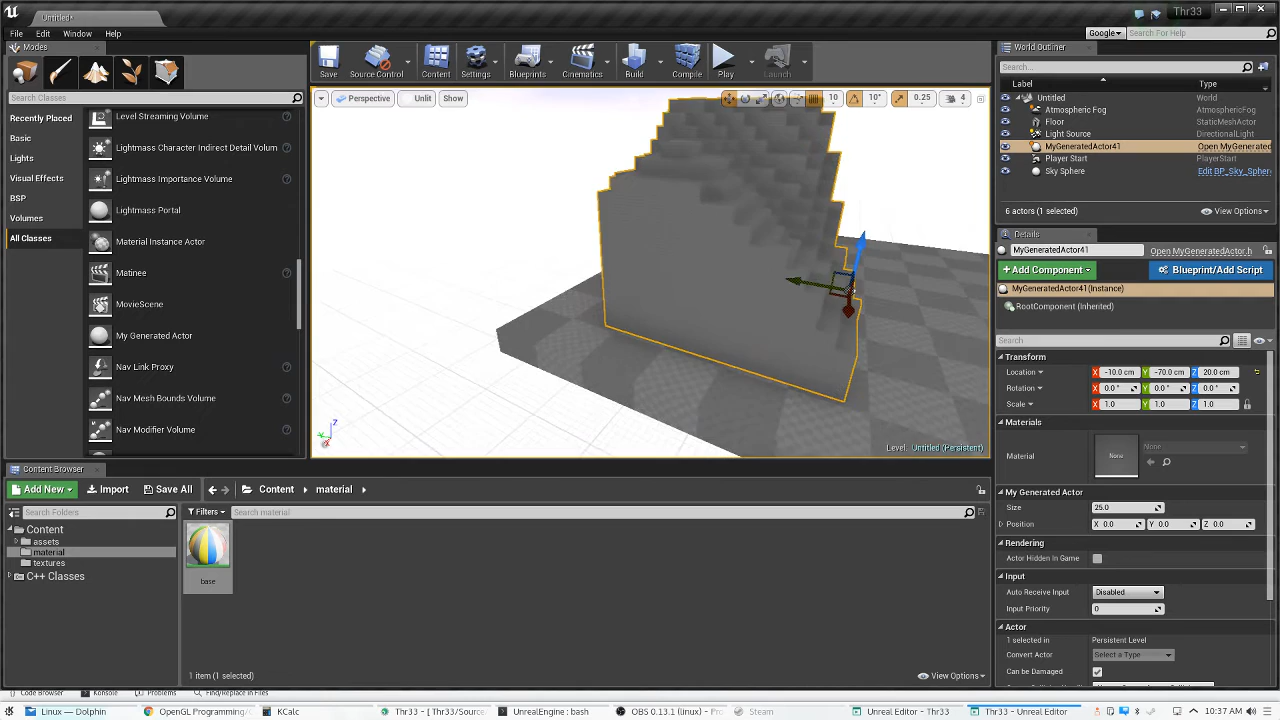 Untitled*
Thr33
File Edit Window Help
Google
Search For Help
Modes
Search Classes
Recently Placed
Basic
Lights
Visual Effects
BSP
Volumes
All Classes
Level Streaming Volume
Lightmass Character Indirect Detail Volum
Lightmass Importance Volume
Lightmass Portal
Material Instance Actor
Matinee
MovieScene
My Generated Actor
Nav Link Proxy
Nav Mesh Bounds Volume
Nav Modifier Volume
Save Source Control Content Settings Blueprints Cinematics Build Compile Play Launch
Perspective Unlit Show 10 10° 0.25 4
Level: Untitled (Persistent)
World Outliner
Search...
Label Type
Untitled World
Atmospheric Fog AtmosphericFog
Floor StaticMeshActor
Light Source DirectionalLight
MyGeneratedActor41 Open MyGenerated
Player Start PlayerStart
Sky Sphere Edit BP_Sky_Spher
6 actors (1 selected) View Options
Details
MyGeneratedActor41 Open MyGeneratedActor.h
+ Add Component Blueprint/Add Script
MyGeneratedActor41(Instance)
RootComponent (Inherited)
Search
Transform
Location X -10.0 cm Y -70.0 cm Z 20.0 cm
Rotation X 0.0 ° Y 0.0 ° Z 0.0 °
Scale X 1.0 Y 1.0 Z 1.0
Materials
Material None None
My Generated Actor
Size 25.0
Position X 0.0 Y 0.0 Z 0.0
Rendering
Actor Hidden In Game
Input
Auto Receive Input Disabled
Input Priority 0
Actor
1 selected in Persistent Level
Convert Actor Select a Type
Can be Damaged
Content Browser
Add New Import Save All Content material
Search Folders
Filters Search material
Content
assets
material
textures
C++ Classes
base
1 item (1 selected) View Options
Code Browser Konsole Problems Find/Replace in Files
Linux — Dolphin OpenGL Programming/ KCalc Thr33 - [ Thr33/Source UnrealEngine : bash OBS 0.13.1 (linux) - Pro Steam Unreal Editor - Thr33 Thr33 - Unreal Editor 10:37 AM